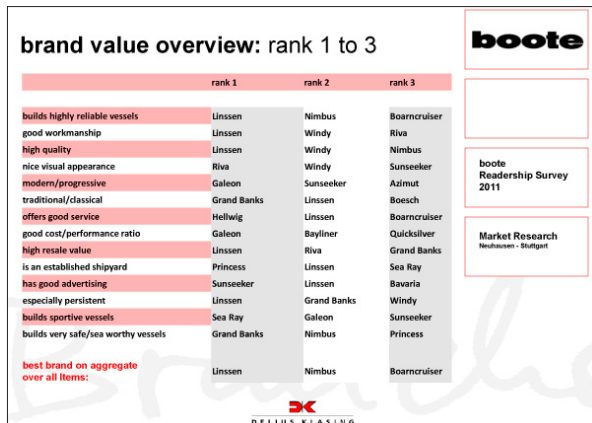 brand value overview: rank 1 to 3
boote
rank 1 rank 2 rank 3
builds highly reliable vessels Linssen Nimbus Boarncruiser
good workmanship Linssen Windy Riva
high quality Linssen Windy Nimbus
nice visual appearance Riva Windy Sunseeker
modern/progressive Galeon Sunseeker Azimut
traditional/classical Grand Banks Linssen Boesch
offers good service Hellwig Linssen Boarncruiser
good cost/performance ratio Galeon Bayliner Quicksilver
high resale value Linssen Riva Grand Banks
is an established shipyard Princess Linssen Sea Ray
has good advertising Sunseeker Linssen Bavaria
especially persistent Linssen Grand Banks Windy
builds sportive vessels Sea Ray Galeon Sunseeker
builds very safe/sea worthy vessels Grand Banks Nimbus Princess
best brand on aggregate
over all Items: Linssen Nimbus Boarncruiser
boote
Readership Survey
2011
Market Research
Neuhausen - Stuttgart
DELIUS KLASING